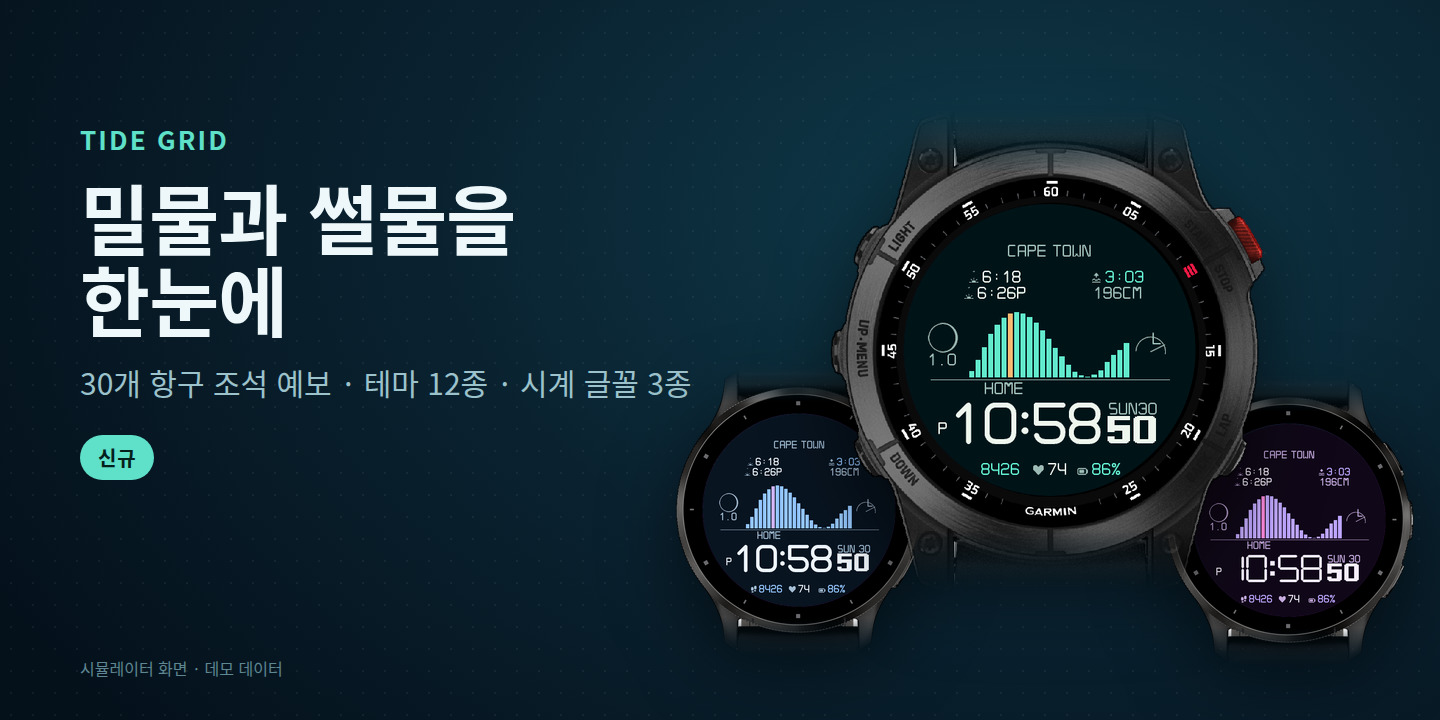 TIDE GRID
밀물과 썰물을
한눈에
30개 항구 조석 예보 · 테마 12종 · 시계 글꼴 3종
신규
시뮬레이터 화면 · 데모 데이터
60
55
05
50
45
15
40
20
35
25
LIGHT
UP·MENU
DOWN
STOP
LAP
GARMIN
CAPE TOWN
6:18 3:03
6:26P 196CM
1.0
HOME
P 10:58 50
SUN30
8426 74 86%
CAPE TOWN
6:18 3:03
6:26P 196CM
1.0
HOME
P 10:58 50
SUN 30
8426 74 86%
CAPE TOWN
6:18 3:03
6:26P 196CM
1.0
HOME
P 10:58 50
SUN 30
8426 74 86%